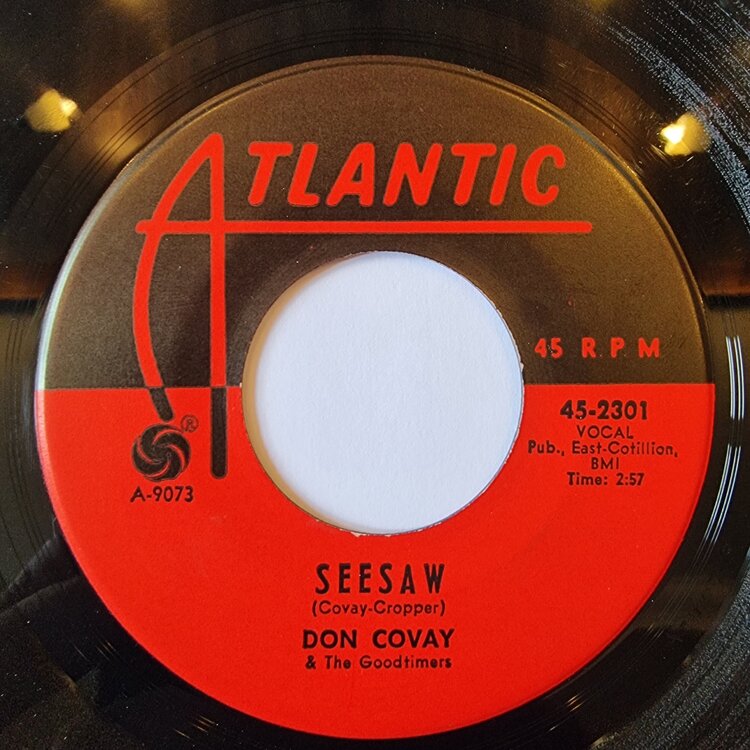 ATLANTIC
45 R.P.M
45-2301
VOCAL
Pub., East-Cotillion,
BMI
Time: 2:57
®
A-9073
SEESAW
(Covay-Cropper)
DON COVAY
& The Goodtimers